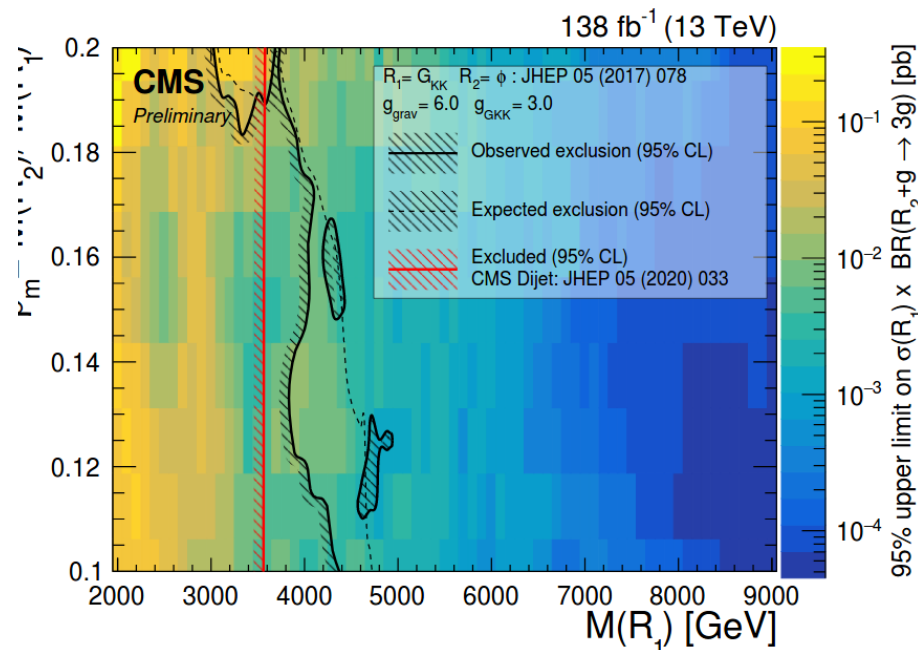 138 fb⁻¹ (13 TeV)
CMS
Preliminary
R₁= G_KK R₂= ϕ : JHEP 05 (2017) 078
g_grav= 6.0 g_GKK= 3.0
Observed exclusion (95% CL)
Expected exclusion (95% CL)
Excluded (95% CL)
CMS Dijet: JHEP 05 (2020) 033
0.2
0.18
0.16
0.14
0.12
0.1
2000 3000 4000 5000 6000 7000 8000 9000
M(R₁) [GeV]
10⁻¹
10⁻²
10⁻³
10⁻⁴
95% upper limit on σ(R₁) x BR(R₂+g → 3g) [pb]